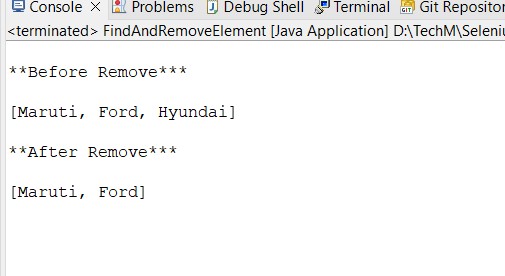 Console Problems Debug Shell Terminal Git Repositor
<terminated> FindAndRemoveElement [Java Application] D:\TechM\Seleniu
**Before Remove***
[Maruti, Ford, Hyundai]
**After Remove***
[Maruti, Ford]